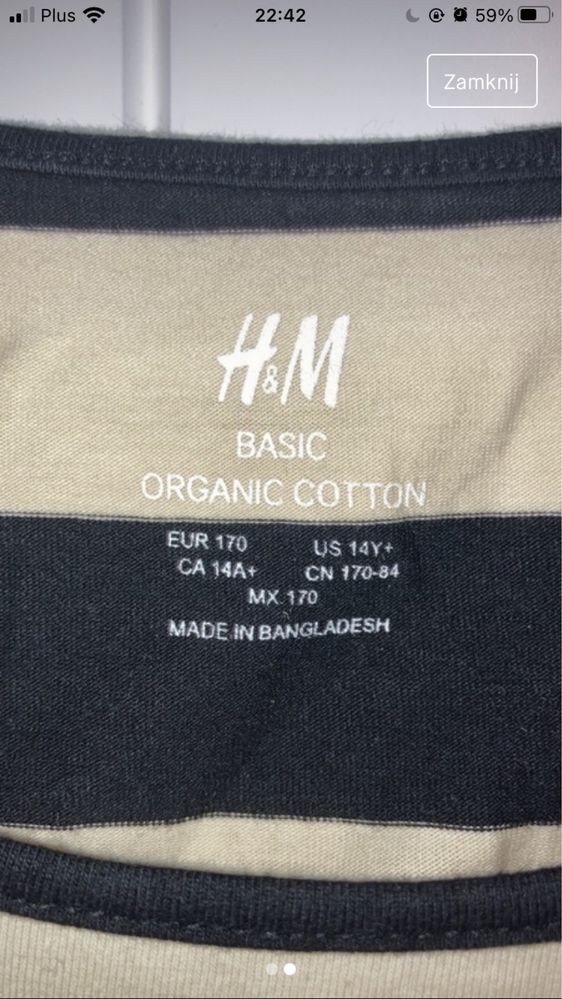 Plus 22:42 59%
Zamknij
H&M
BASIC
ORGANIC COTTON
EUR 170 US 14Y+
CA 14A+ CN 170-84
MX 170
MADE IN BANGLADESH